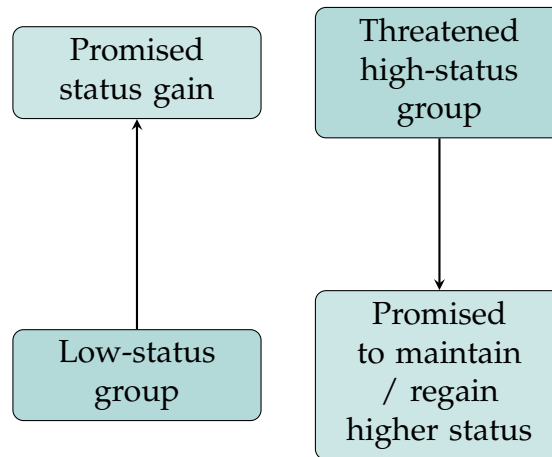 Promised
status gain
Threatened
high-status
group
Low-status
group
Promised
to maintain
/ regain
higher status